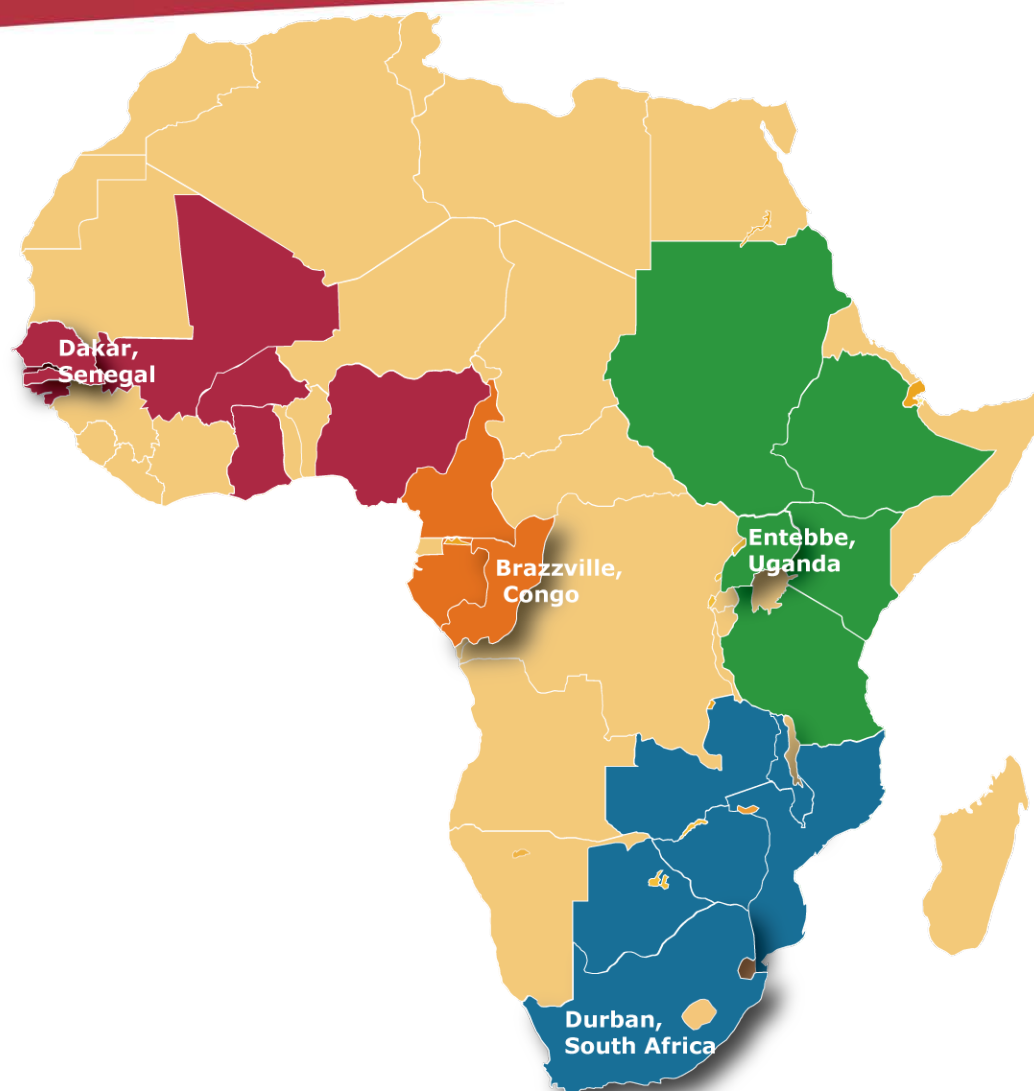 Dakar,
Senegal
Entebbe,
Uganda
Brazzville,
Congo
Durban,
South Africa